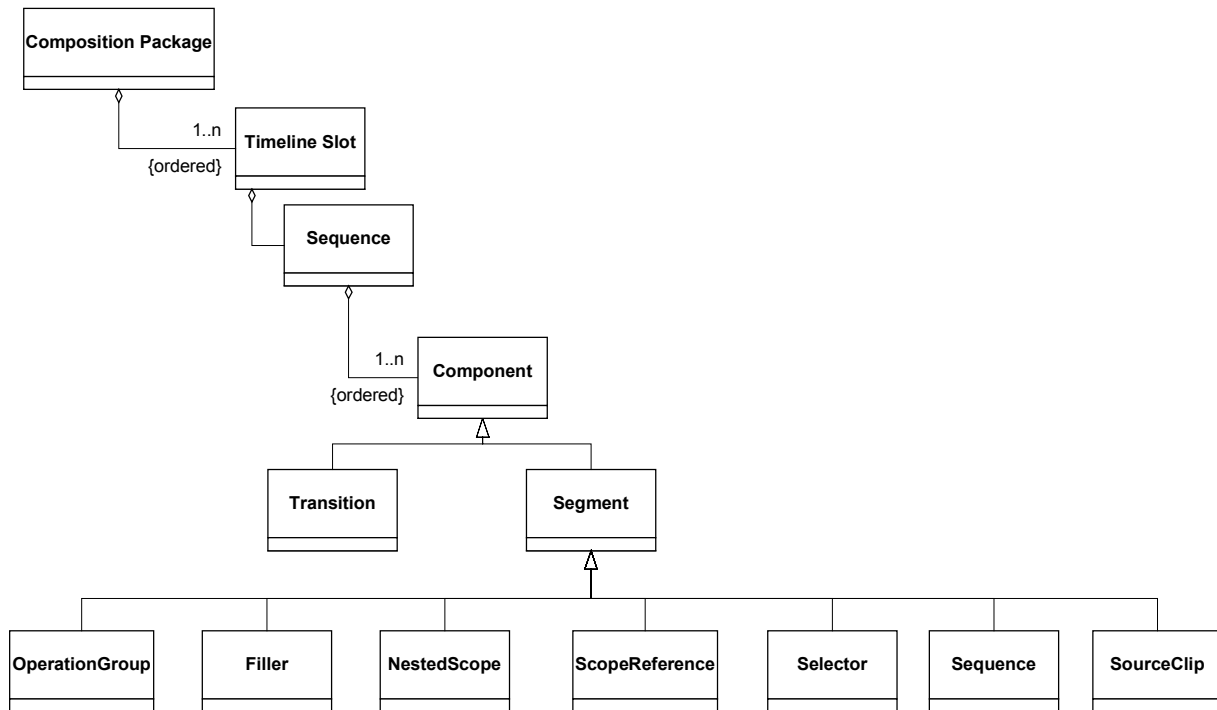 Composition Package
1..n
Timeline Slot
{ordered}
Sequence
1..n
Component
{ordered}
Transition
Segment
OperationGroup
Filler
NestedScope
ScopeReference
Selector
Sequence
SourceClip